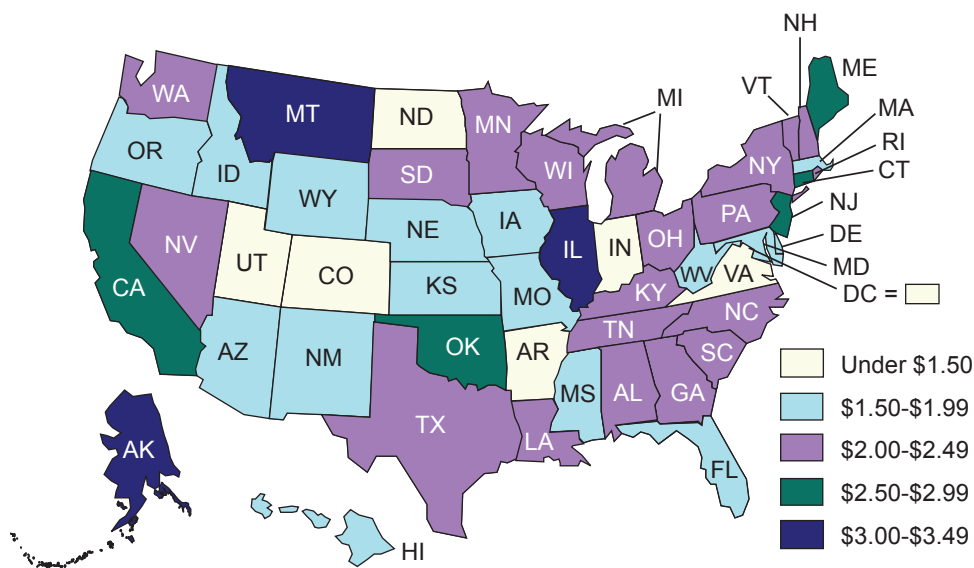 NH
VT
ME
MA
RI
CT
NJ
DE
MD
DC =
MI
WA
MT
ND
MN
OR
ID
WY
SD
WI
NY
NV
UT
CO
NE
IA
IL
IN
OH
PA
CA
KS
MO
KY
WV
VA
AZ
NM
OK
AR
TN
NC
SC
MS
AL
GA
TX
LA
FL
AK
HI
Under $1.50
$1.50-$1.99
$2.00-$2.49
$2.50-$2.99
$3.00-$3.49